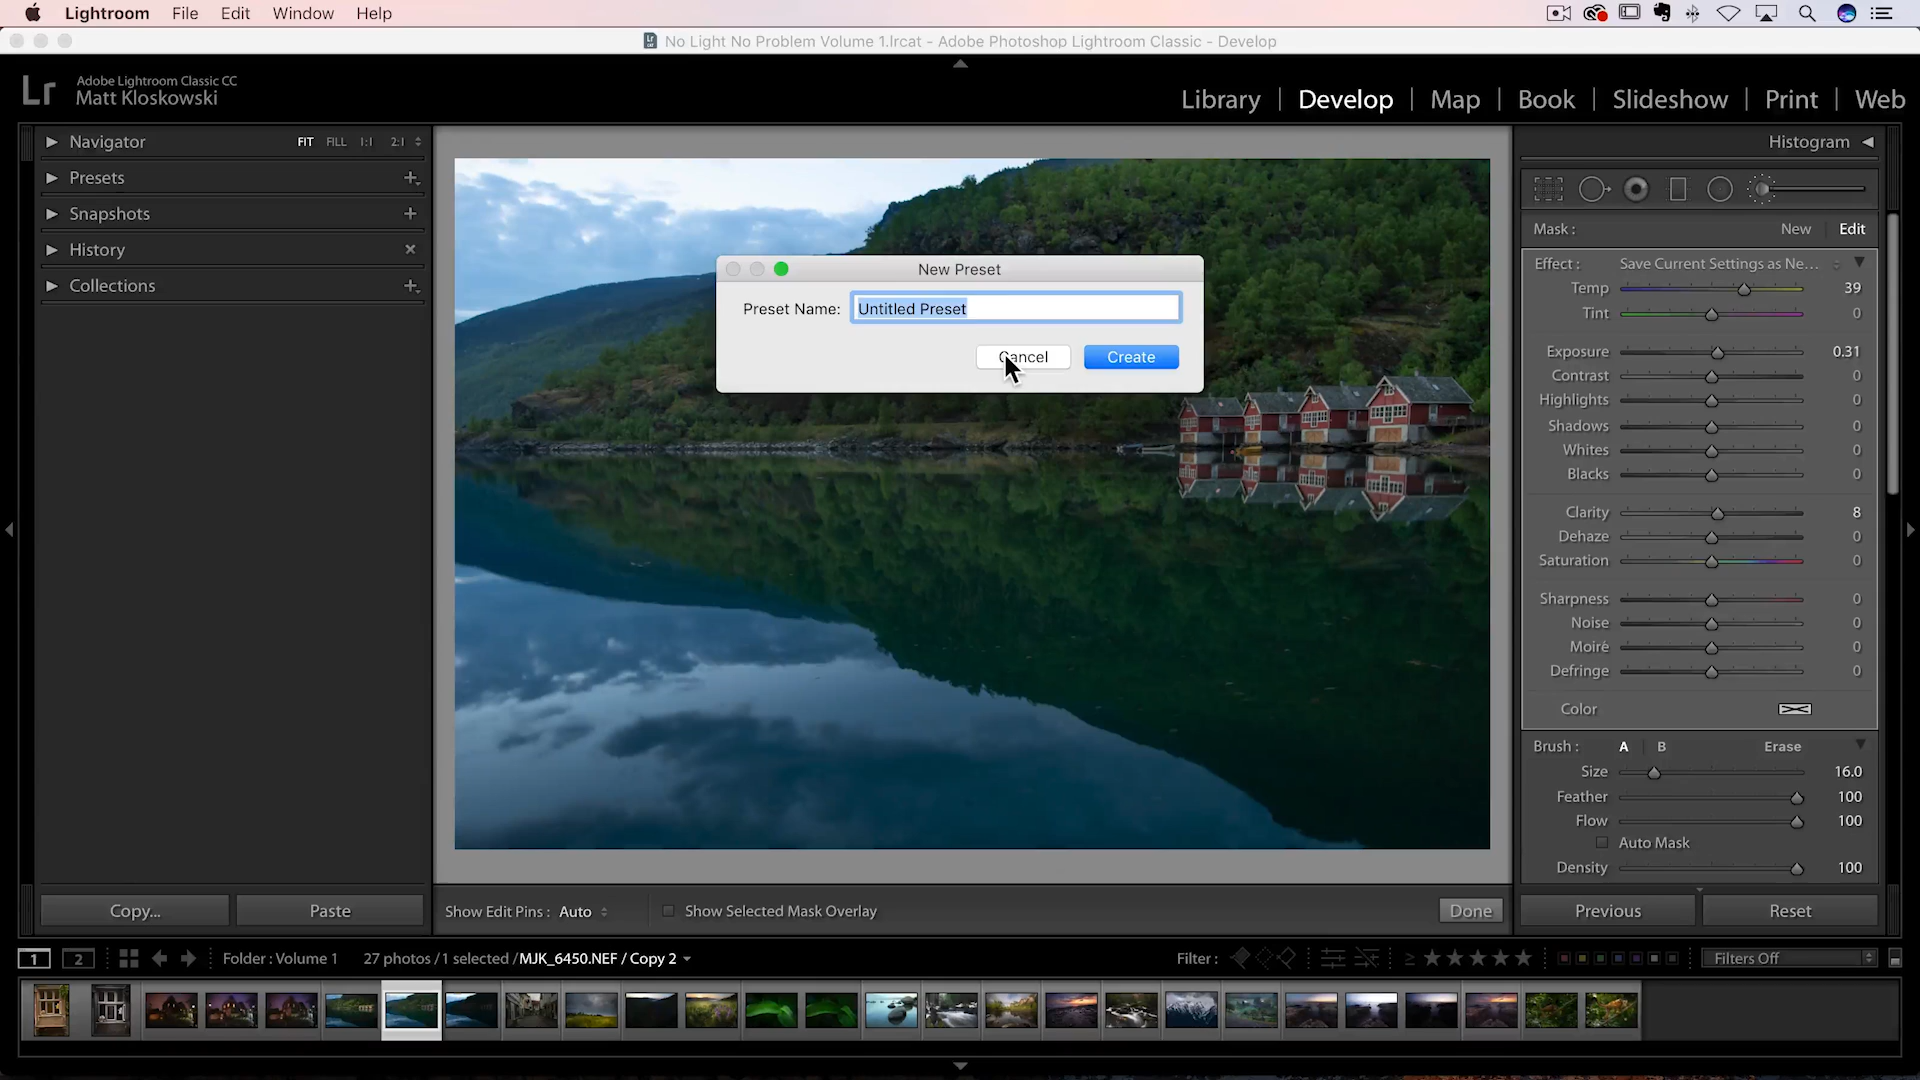 Lightroom File Edit Window Help
No Light No Problem Volume 1.lrcat - Adobe Photoshop Lightroom Classic - Develop
Lr Adobe Lightroom Classic CC
Matt Kloskowski
Library | Develop | Map | Book | Slideshow | Print | Web
Navigator FIT FILL 1:1 2:1
Presets
Snapshots
History
Collections
New Preset
Preset Name: Untitled Preset
Cancel Create
Histogram
Mask : New Edit
Effect : Save Current Settings as Ne...
Temp 39
Tint 0
Exposure 0.31
Contrast 0
Highlights 0
Shadows 0
Whites 0
Blacks 0
Clarity 8
Dehaze 0
Saturation 0
Sharpness 0
Noise 0
Moiré 0
Defringe 0
Color
Brush : A B Erase
Size 16.0
Feather 100
Flow 100
Auto Mask
Density 100
Copy... Paste
Show Edit Pins : Auto Show Selected Mask Overlay Done
Previous Reset
1 2 Folder : Volume 1 27 photos / 1 selected / MJK_6450.NEF / Copy 2 Filter : ≥ Filters Off